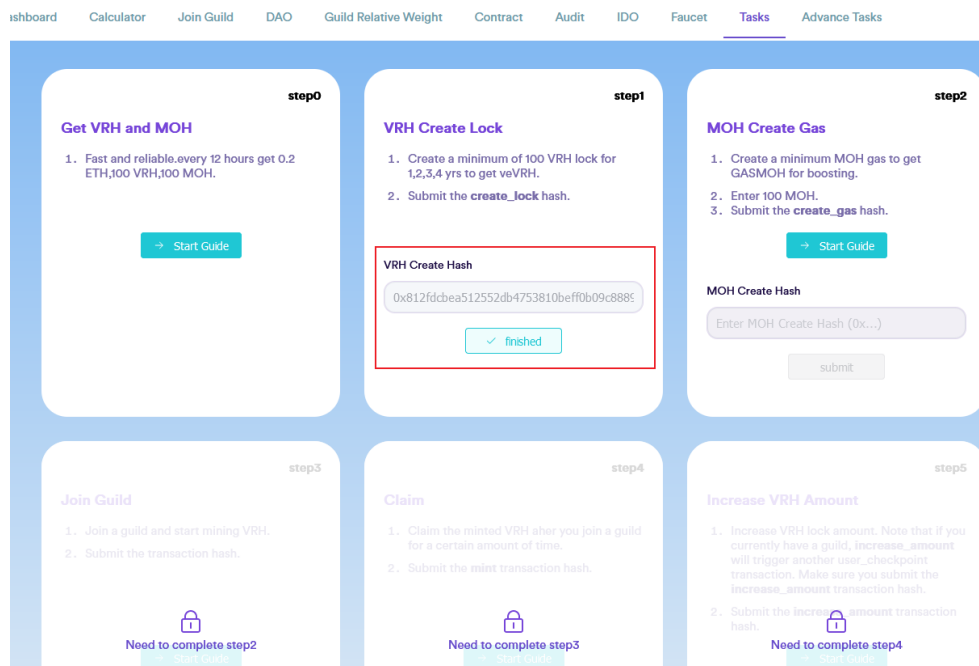 ashboard Calculator Join Guild DAO Guild Relative Weight Contract Audit IDO Faucet Tasks Advance Tasks
step0
Get VRH and MOH
1. Fast and reliable.every 12 hours get 0.2
ETH,100 VRH,100 MOH.
→ Start Guide
step1
VRH Create Lock
1. Create a minimum of 100 VRH lock for
1,2,3,4 yrs to get veVRH.
2. Submit the create_lock hash.
VRH Create Hash
0x812fdcbea512552db4753810beff0b09c8889
✓ finished
step2
MOH Create Gas
1. Create a minimum MOH gas to get
GASMOH for boosting.
2. Enter 100 MOH.
3. Submit the create_gas hash.
→ Start Guide
MOH Create Hash
Enter MOH Create Hash (0x...)
submit
step3
Join Guild
1. Join a guild and start mining VRH.
2. Submit the transaction hash.
Need to complete step2
→ Start Guide
step4
Claim
1. Claim the minted VRH aher you join a guild
for a certain amount of time.
2. Submit the mint transaction hash.
Need to complete step3
→ Start Guide
step5
Increase VRH Amount
1. Increase VRH lock amount. Note that if you
currently have a guild, increase_amount
will trigger another user_checkpoint
transaction. Make sure you submit the
increase_amount transaction hash.
2. Submit the increase_amount transaction
hash.
Need to complete step4
→ Start Guide